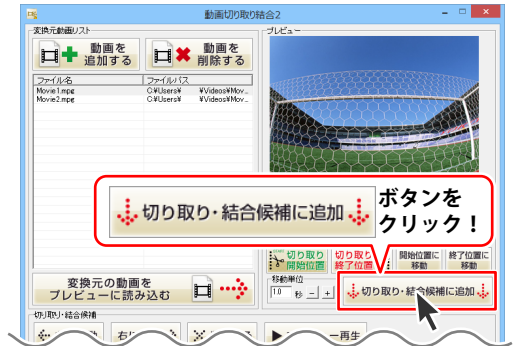 動画切り取り結合2
変換元動画リスト
動画を
追加する
動画を
削除する
ファイル名 ファイルパス
Movie1.mpg C:¥Users¥ ¥Videos¥Mov...
Movie2.mpg C:¥Users¥ ¥Videos¥Mov...
プレビュー
切り取り・結合候補に追加
ボタンを
クリック！
切り取り
開始位置
切り取り
終了位置
開始位置に
移動
終了位置に
移動
変換元の動画を
プレビューに読み込む
移動単位
1.0 秒 － ＋
切り取り・結合候補に追加
切り取り・結合候補